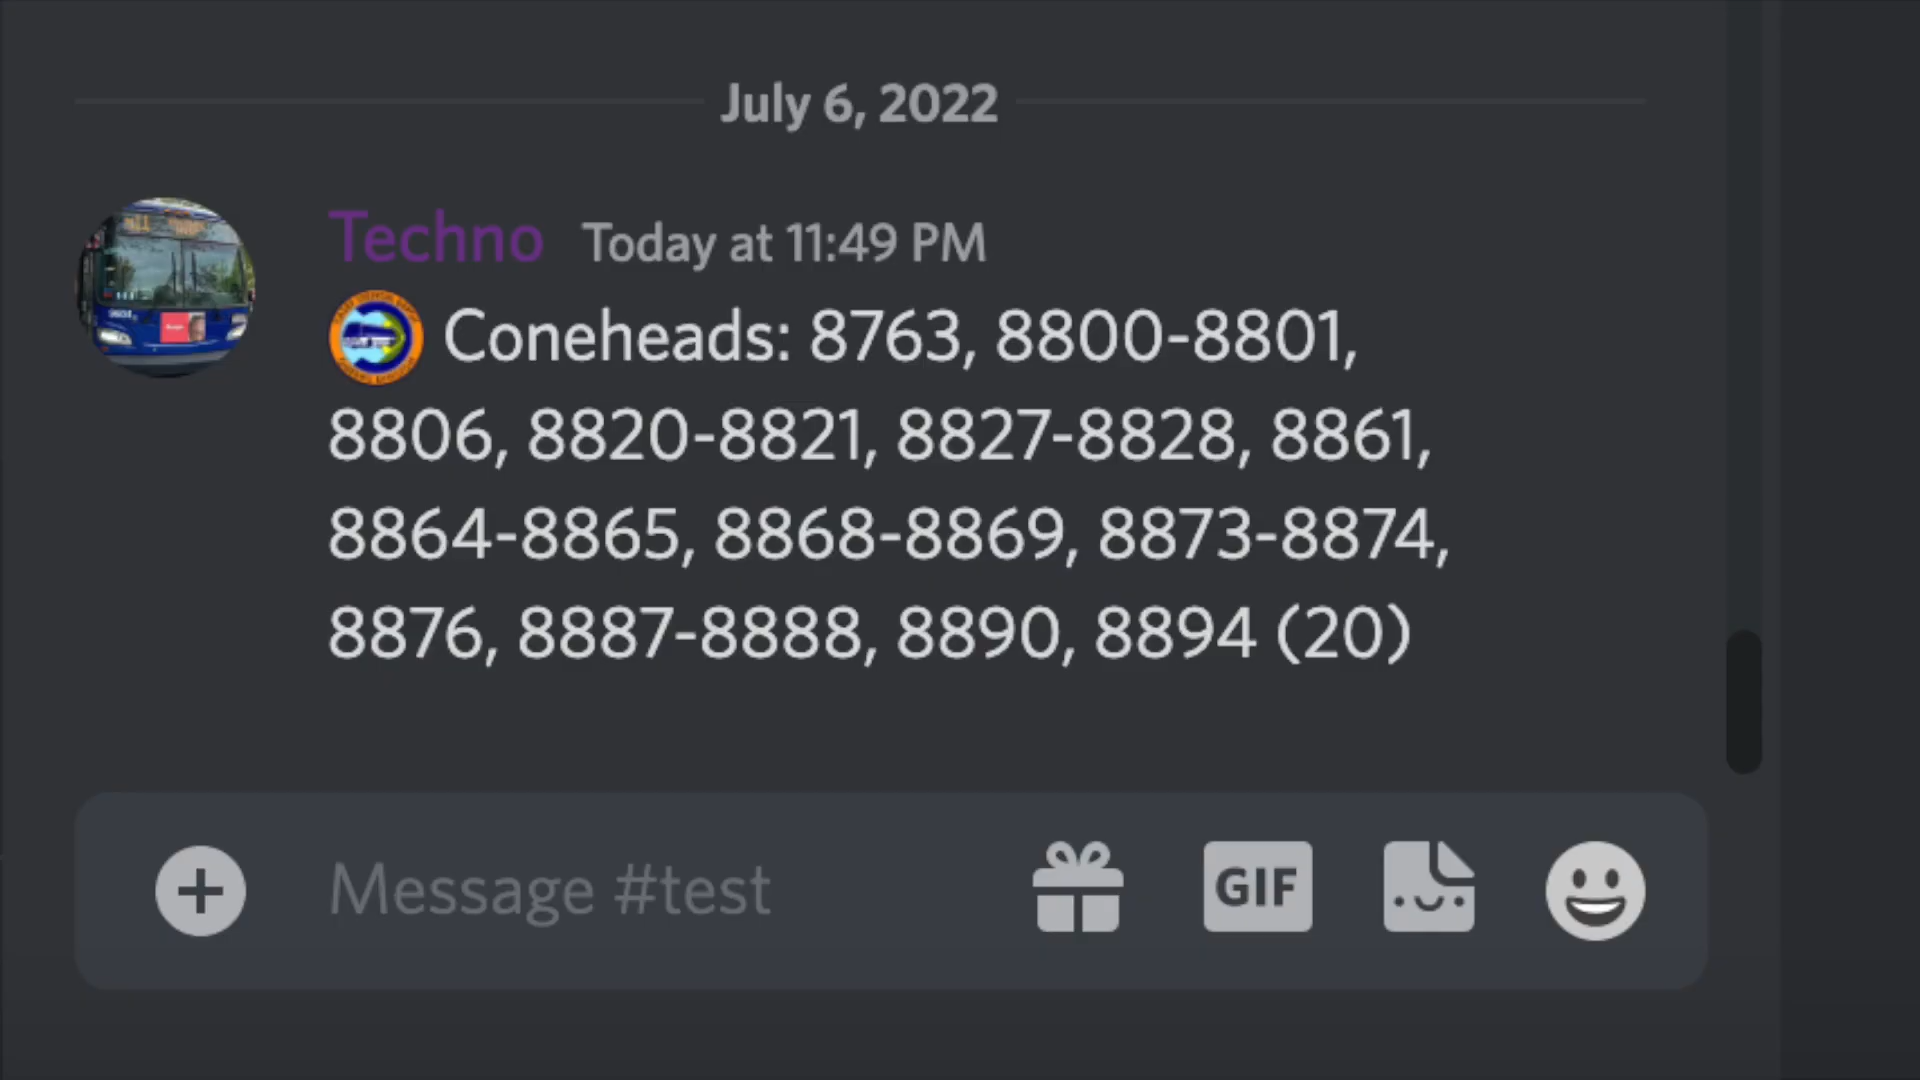 July 6, 2022
Techno Today at 11:49 PM
Coneheads: 8763, 8800-8801,
8806, 8820-8821, 8827-8828, 8861,
8864-8865, 8868-8869, 8873-8874,
8876, 8887-8888, 8890, 8894 (20)
Message #test
GIF